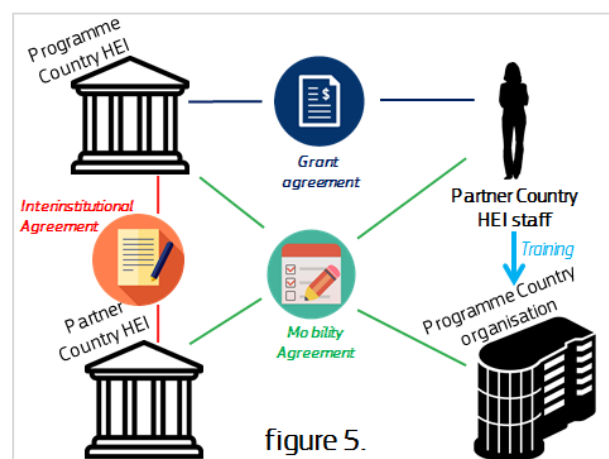 Programme
Country HEI
$
Grant
agreement
Interinstitutional
Agreement
Partner Country
HEI staff
Training
Partner
Country HEI
Mobility
Agreement
Programme Country
organisation
figure 5.